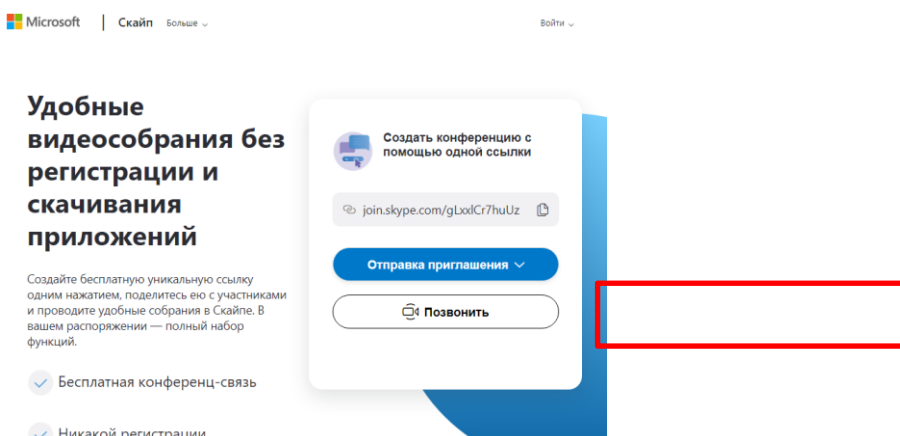 Microsoft Скайп Больше Войти
Удобные
видеособрания без
регистрации и
скачивания
приложений
Создайте бесплатную уникальную ссылку
одним нажатием, поделитесь ею с участниками
и проводите удобные собрания в Скайпе. В
вашем распоряжении — полный набор
функций.
Бесплатная конференц-связь
Никакой регистрации
Создать конференцию с
помощью одной ссылки
join.skype.com/gLxxlCr7huUz
Отправка приглашения
Позвонить